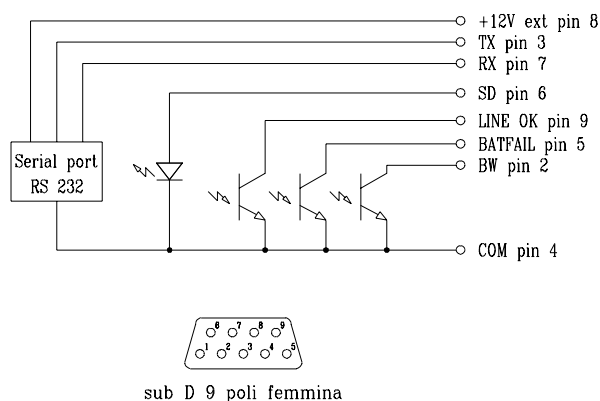 +12V ext pin 8
TX pin 3
RX pin 7
SD pin 6
LINE OK pin 9
BATFAIL pin 5
BW pin 2
Serial port
RS 232
COM pin 4
6 7 8 9
1 2 3 4 5
sub D 9 poli femmina